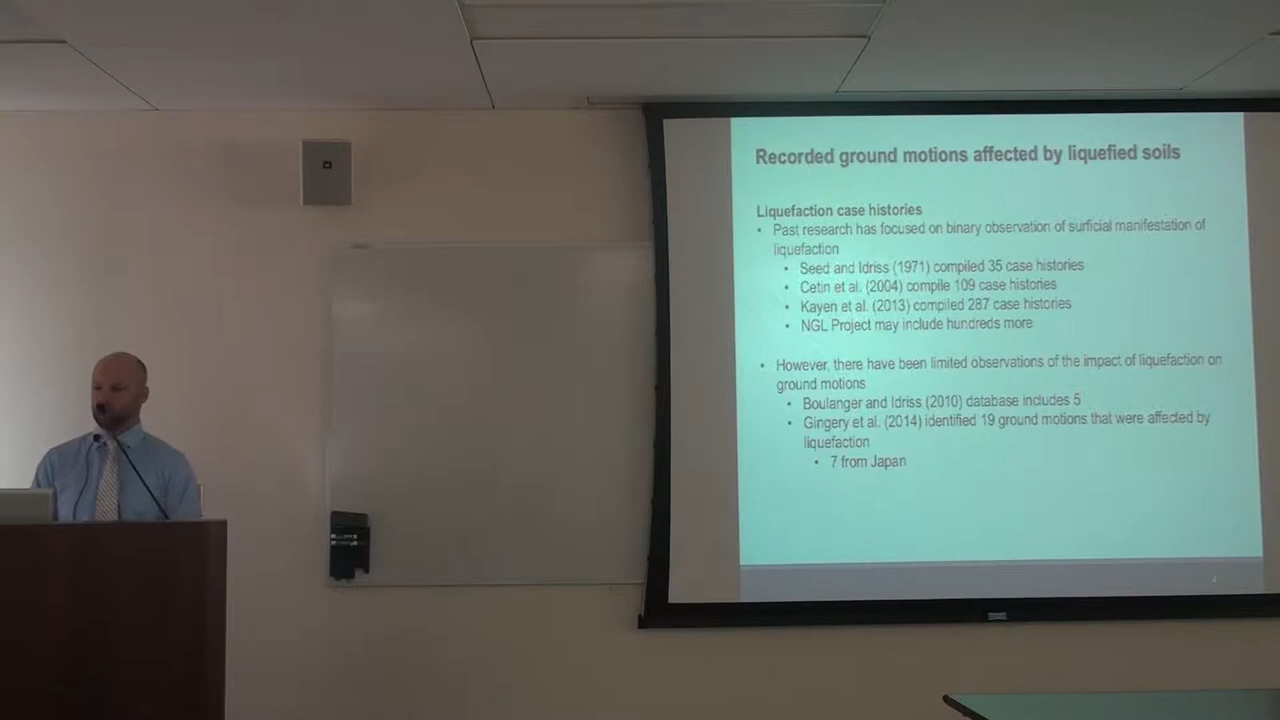 Recorded ground motions affected by liquefied soils
Liquefaction case histories
• Past research has focused on binary observation of surficial manifestation of
liquefaction
• Seed and Idriss (1971) compiled 35 case histories
• Cetin et al. (2004) compile 109 case histories
• Kayen et al. (2013) compiled 287 case histories
• NGL Project may include hundreds more
• However, there have been limited observations of the impact of liquefaction on
ground motions
• Boulanger and Idriss (2010) database includes 5
• Gingery et al. (2014) identified 19 ground motions that were affected by
liquefaction
• 7 from Japan